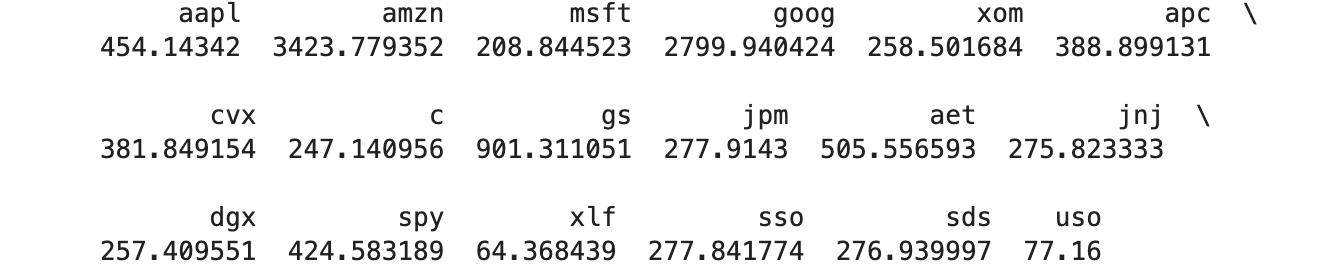 aapl amzn msft goog xom apc \
454.14342 3423.779352 208.844523 2799.940424 258.501684 388.899131
cvx c gs jpm aet jnj \
381.849154 247.140956 901.311051 277.9143 505.556593 275.823333
dgx spy xlf sso sds uso
257.409551 424.583189 64.368439 277.841774 276.939997 77.16